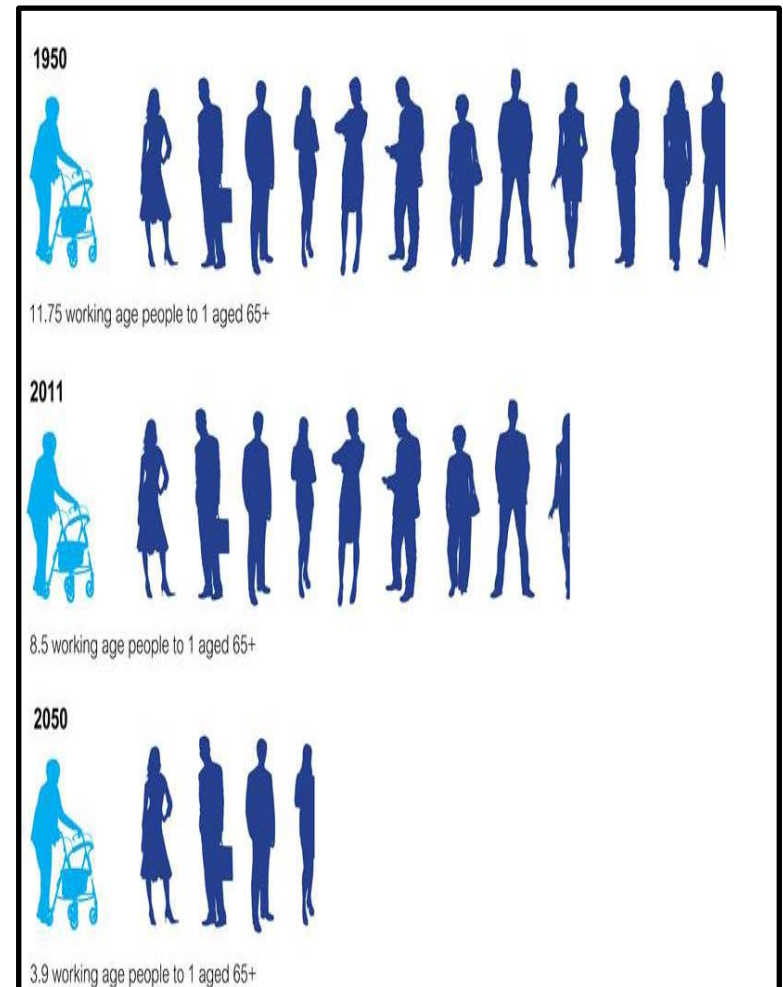 1950
11.75 working age people to 1 aged 65+
2011
8.5 working age people to 1 aged 65+
2050
3.9 working age people to 1 aged 65+